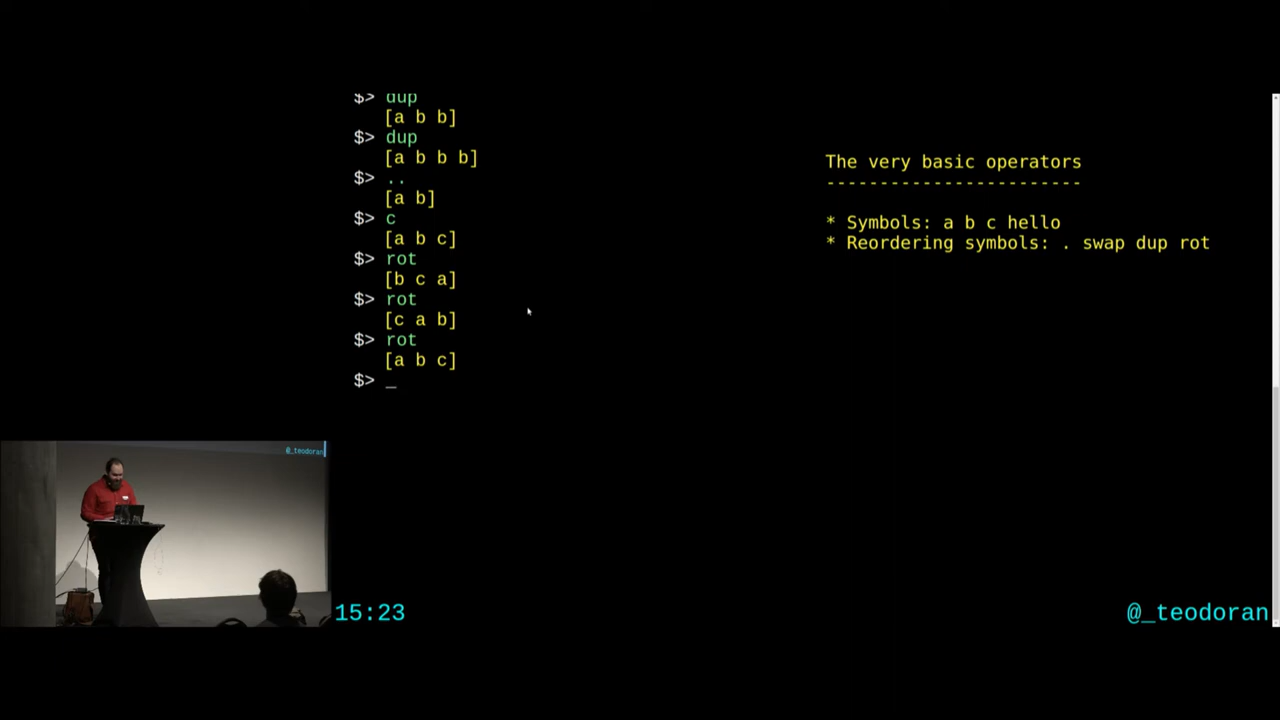 $> dup
[a b b]
$> dup
[a b b b]
$> ..
[a b]
$> c
[a b c]
$> rot
[b c a]
$> rot
[c a b]
$> rot
[a b c]
$> _
The very basic operators
------------------------
* Symbols: a b c hello
* Reordering symbols: . swap dup rot
@_teodoran
15:23
@_teodoran